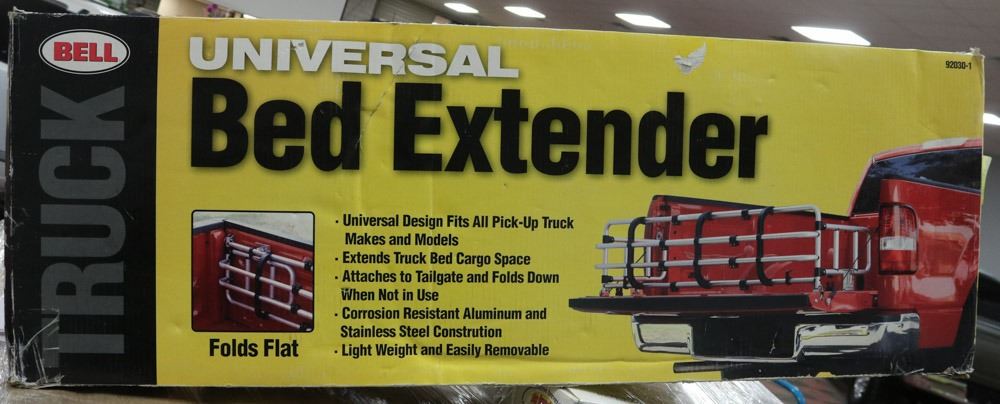 BELL
TRUCK
UNIVERSAL
Bed Extender
92030-1
· Universal Design Fits All Pick-Up Truck
Makes and Models
· Extends Truck Bed Cargo Space
· Attaches to Tailgate and Folds Down
When Not in Use
· Corrosion Resistant Aluminum and
Stainless Steel Constrution
· Light Weight and Easily Removable
Folds Flat